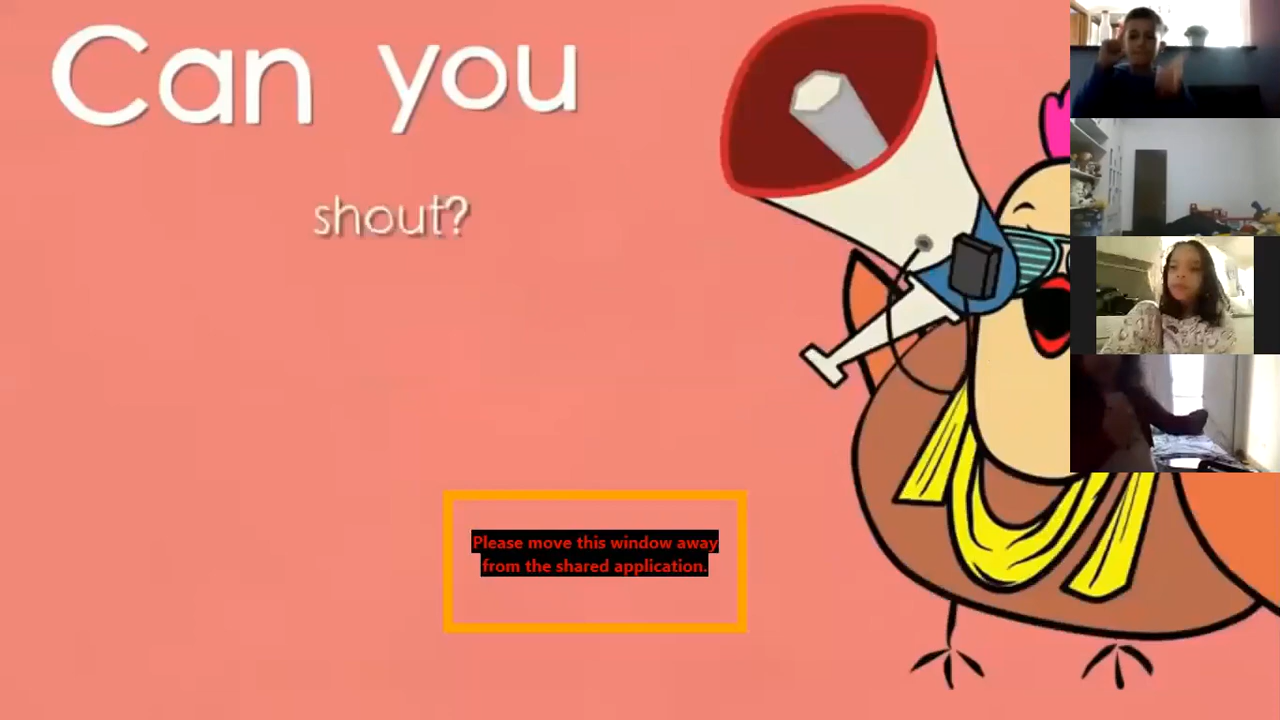 Can you
shout?
Please move this window away
from the shared application.